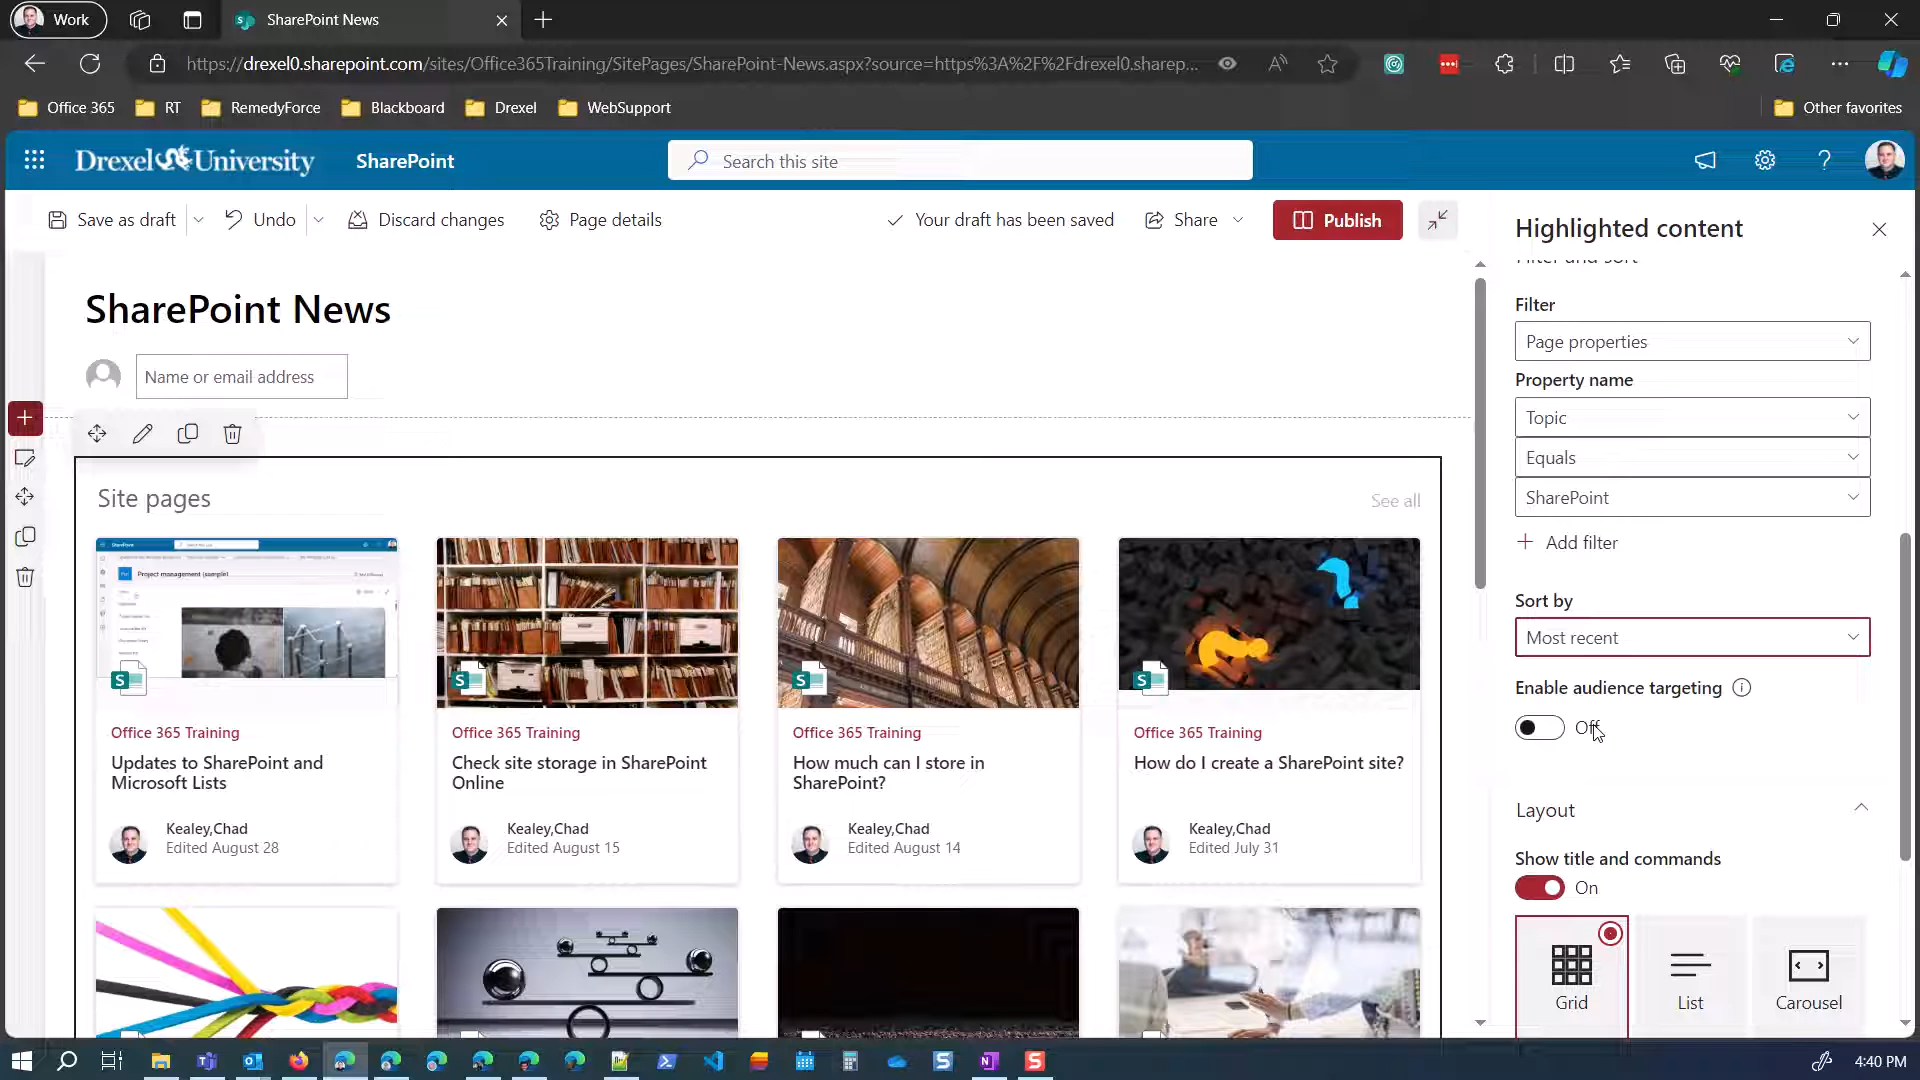 Work
SharePoint News
https://drexel0.sharepoint.com/sites/Office365Training/SitePages/SharePoint-News.aspx?source=https%3A%2F%2Fdrexel0.sharep...
Office 365
RT
RemedyForce
Blackboard
Drexel
WebSupport
Other favorites
Drexel University
SharePoint
Search this site
Save as draft
Undo
Discard changes
Page details
Your draft has been saved
Share
Publish
Highlighted content
Filter and sort
SharePoint News
Name or email address
Site pages
See all
Office 365 Training
Updates to SharePoint and
Microsoft Lists
Kealey,Chad
Edited August 28
Office 365 Training
Check site storage in SharePoint
Online
Kealey,Chad
Edited August 15
Office 365 Training
How much can I store in
SharePoint?
Kealey,Chad
Edited August 14
Office 365 Training
How do I create a SharePoint site?
Kealey,Chad
Edited July 31
Project management (sample)
Filter
Page properties
Property name
Topic
Equals
SharePoint
Add filter
Sort by
Most recent
Enable audience targeting
Off
Layout
Show title and commands
On
Grid
List
Carousel
4:40 PM